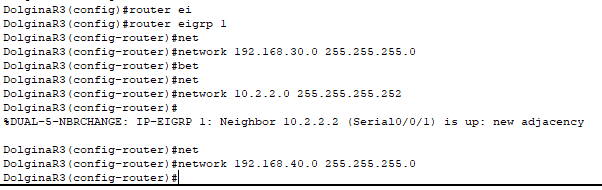 DolginaR3(config)#router ei
DolginaR3(config)#router eigrp 1
DolginaR3(config-router)#net
DolginaR3(config-router)#network 192.168.30.0 255.255.255.0
DolginaR3(config-router)#bet
DolginaR3(config-router)#net
DolginaR3(config-router)#network 10.2.2.0 255.255.255.252
DolginaR3(config-router)#
%DUAL-5-NBRCHANGE: IP-EIGRP 1: Neighbor 10.2.2.2 (Serial0/0/1) is up: new adjacency
DolginaR3(config-router)#net
DolginaR3(config-router)#network 192.168.40.0 255.255.255.0
DolginaR3(config-router)#